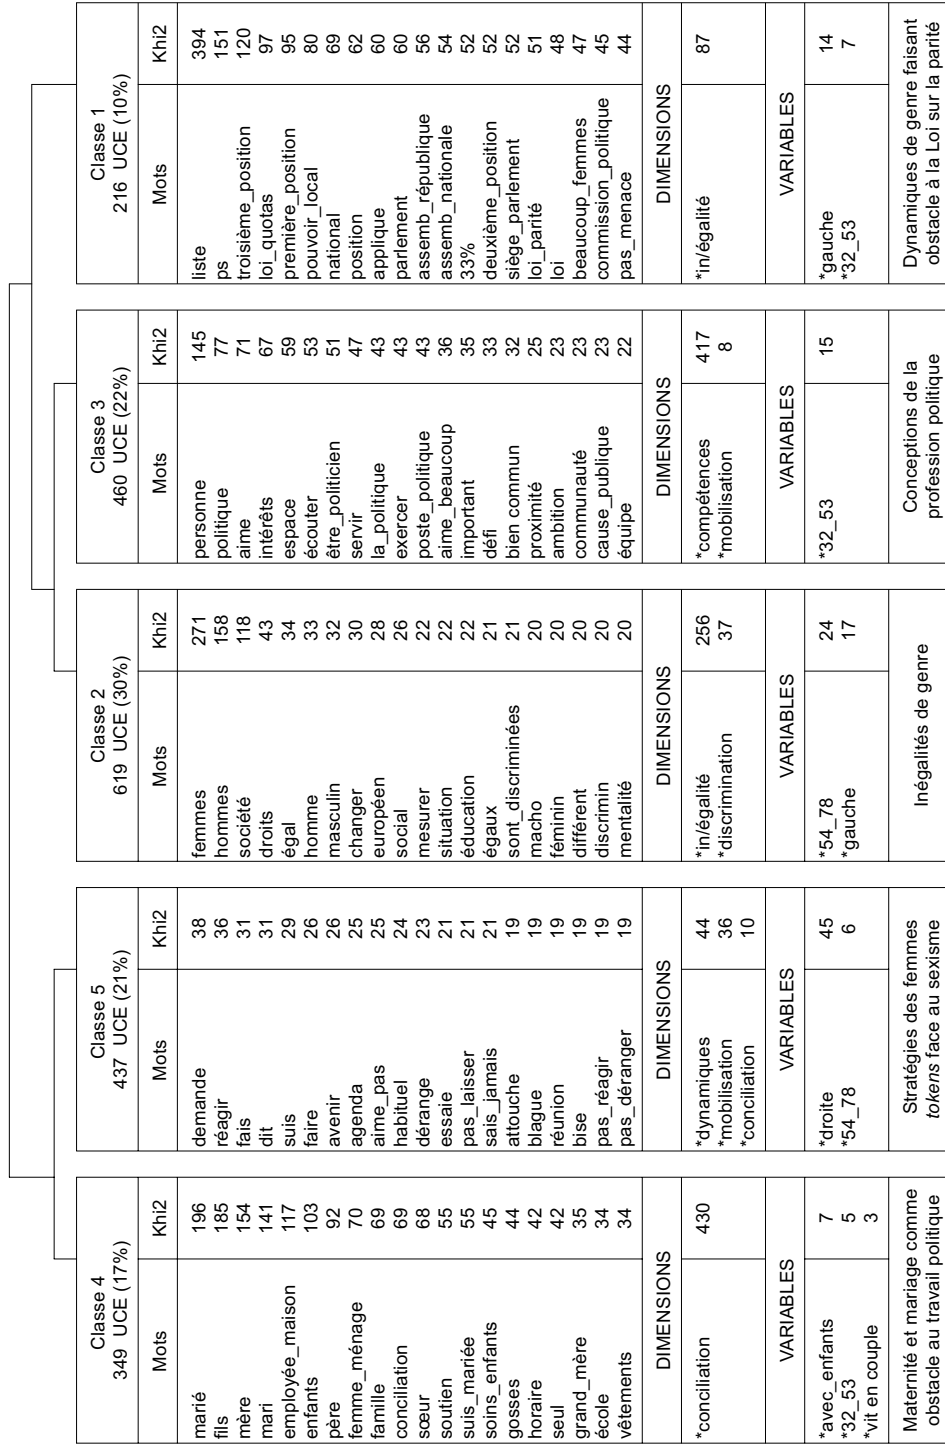 Classe 4
349 UCE (17%)
Mots Khi2
marié 196
fils 185
mère 154
mari 141
employée_maison 117
enfants 103
père 92
femme_ménage 70
famille 69
conciliation 69
sœur 68
soutien 55
suis_mariée 55
soins_enfants 45
gosses 44
horaire 42
seul 42
grand_mère 35
école 34
vêtements 34
DIMENSIONS
*conciliation 430
VARIABLES
*avec_enfants 7
*32_53 5
*vit en couple 3
Maternité et mariage comme
obstacle au travail politique
Classe 5
437 UCE (21%)
Mots Khi2
demande 38
réagir 36
fais 31
dit 31
suis 29
faire 26
avenir 26
agenda 25
aime_pas 25
habituel 24
dérange 23
essaie 21
pas_laisser 21
sais_jamais 21
attouche 19
blague 19
réunion 19
bise 19
pas_réagir 19
pas_déranger 19
DIMENSIONS
*dynamiques 44
*mobilisation 36
*conciliation 10
VARIABLES
*droite 45
*54_78 6
Stratégies des femmes
tokens face au sexisme
Classe 2
619 UCE (30%)
Mots Khi2
femmes 271
hommes 158
société 118
droits 43
égal 34
homme 33
masculin 32
changer 30
européen 28
social 26
mesurer 22
situation 22
éducation 22
égaux 21
sont_discriminées 21
macho 20
féminin 20
différent 20
discrimin 20
mentalité 20
DIMENSIONS
*in/égalité 256
*discrimination 37
VARIABLES
*54_78 24
*gauche 17
Inégalités de genre
Classe 3
460 UCE (22%)
Mots Khi2
personne 145
politique 77
aime 71
intérêts 67
espace 59
écouter 53
être_politicien 51
servir 47
la_politique 43
exercer 43
poste_politique 43
aime_beaucoup 36
important 35
défi 33
bien commun 32
proximité 25
ambition 23
communauté 23
cause_publique 23
équipe 22
DIMENSIONS
*compétences 417
*mobilisation 8
VARIABLES
*32_53 15
Conceptions de la
profession politique
Classe 1
216 UCE (10%)
Mots Khi2
liste 394
ps 151
troisième_position 120
loi_quotas 97
première_position 95
pouvoir_local 80
national 69
position 62
applique 60
parlement 60
assemb_république 56
assemb_nationale 54
33% 52
deuxième_position 52
siège_parlement 52
loi_parité 51
loi 48
beaucoup_femmes 47
commission_politique 45
pas_menace 44
DIMENSIONS
*in/égalité 87
VARIABLES
*gauche 14
*32_53 7
Dynamiques de genre faisant
obstacle à la Loi sur la parité